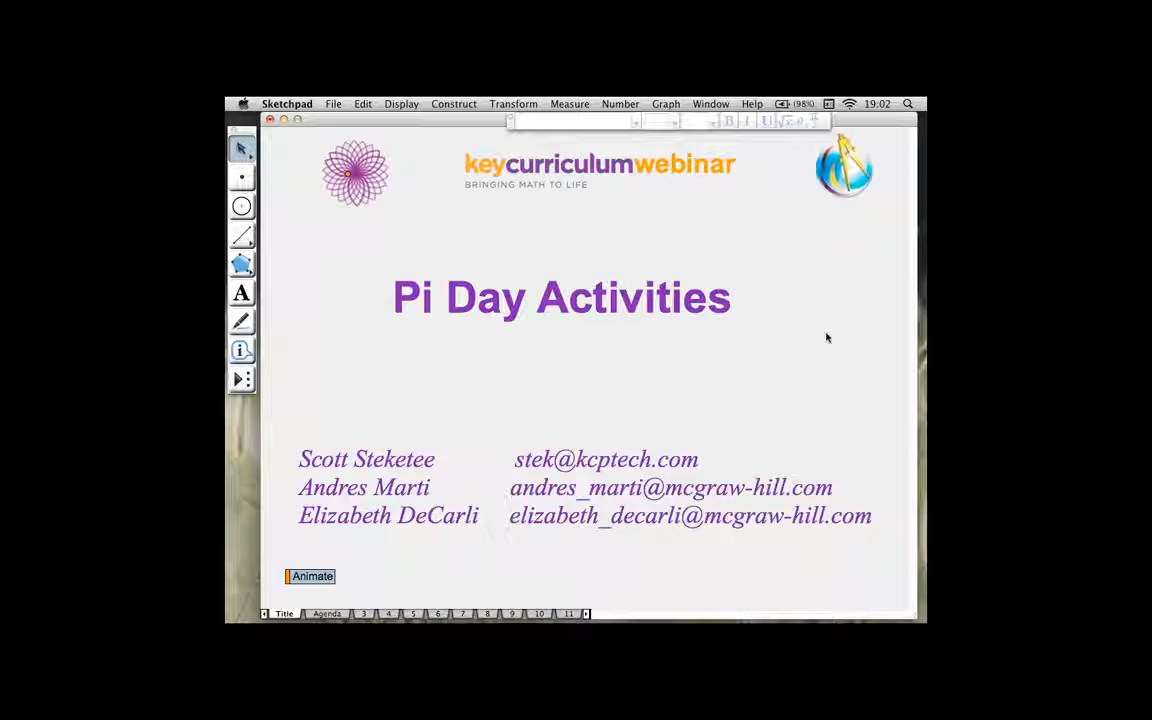 Sketchpad File Edit Display Construct Transform Measure Number Graph Window Help (98%) 19:02
B I U
keycurriculumwebinar
BRINGING MATH TO LIFE
Pi Day Activities
A
Scott Steketee stek@kcptech.com
Andres Marti andres_marti@mcgraw-hill.com
Elizabeth DeCarli elizabeth_decarli@mcgraw-hill.com
Animate
Title Agenda 3 4 5 6 7 8 9 10 11